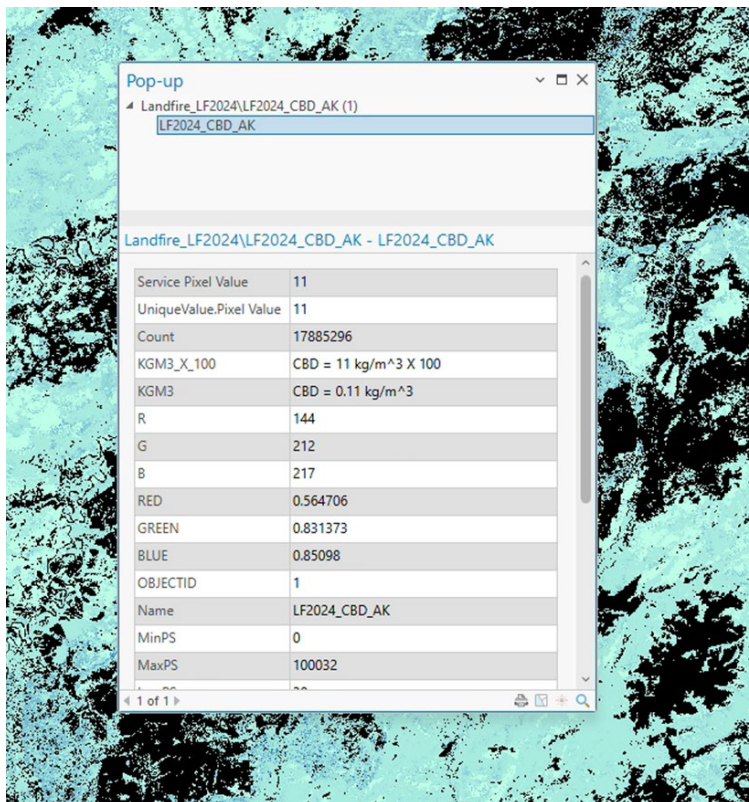 Pop-up
Landfire_LF2024\LF2024_CBD_AK (1)
LF2024_CBD_AK
Landfire_LF2024\LF2024_CBD_AK - LF2024_CBD_AK
Service Pixel Value 11
UniqueValue.Pixel Value 11
Count 17885296
KGM3_X_100 CBD = 11 kg/m^3 X 100
KGM3 CBD = 0.11 kg/m^3
R 144
G 212
B 217
RED 0.564706
GREEN 0.831373
BLUE 0.85098
OBJECTID 1
Name LF2024_CBD_AK
MinPS 0
MaxPS 100032
1 of 1